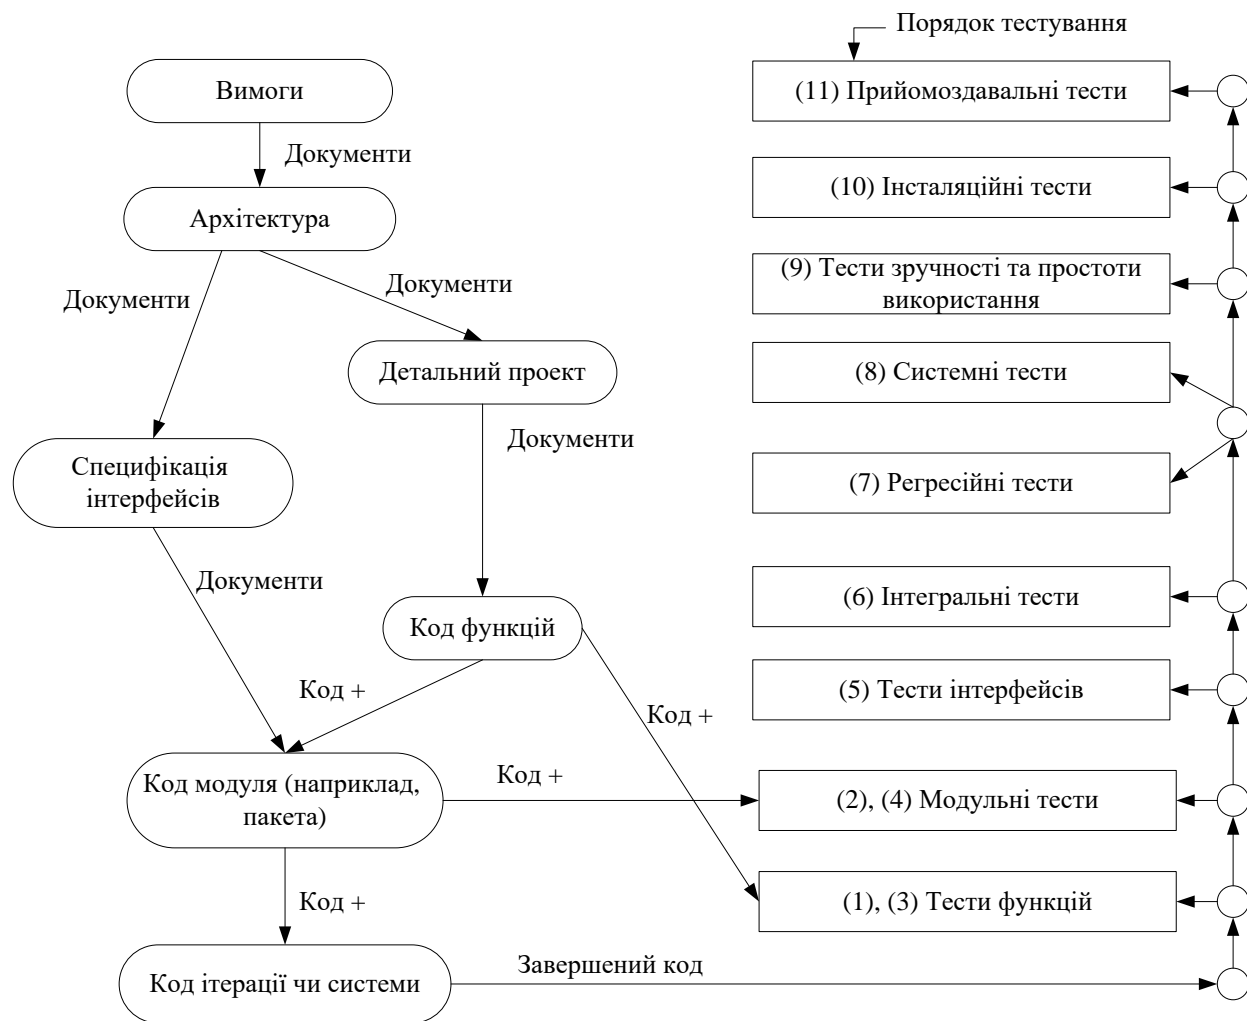 Порядок тестування
Вимоги
(11) Прийомоздавальні тести
Документи
(10) Інсталяційні тести
Архітектура
(9) Тести зручності та простоти
використання
Документи
Документи
Детальний проект
(8) Системні тести
Документи
Специфікація
інтерфейсів
(7) Регресійні тести
Документи
(6) Інтегральні тести
Код функцій
Код +
(5) Тести інтерфейсів
Код +
Код модуля (наприклад,
пакета)
Код +
(2), (4) Модульні тести
Код +
(1), (3) Тести функцій
Код ітерації чи системи
Завершений код